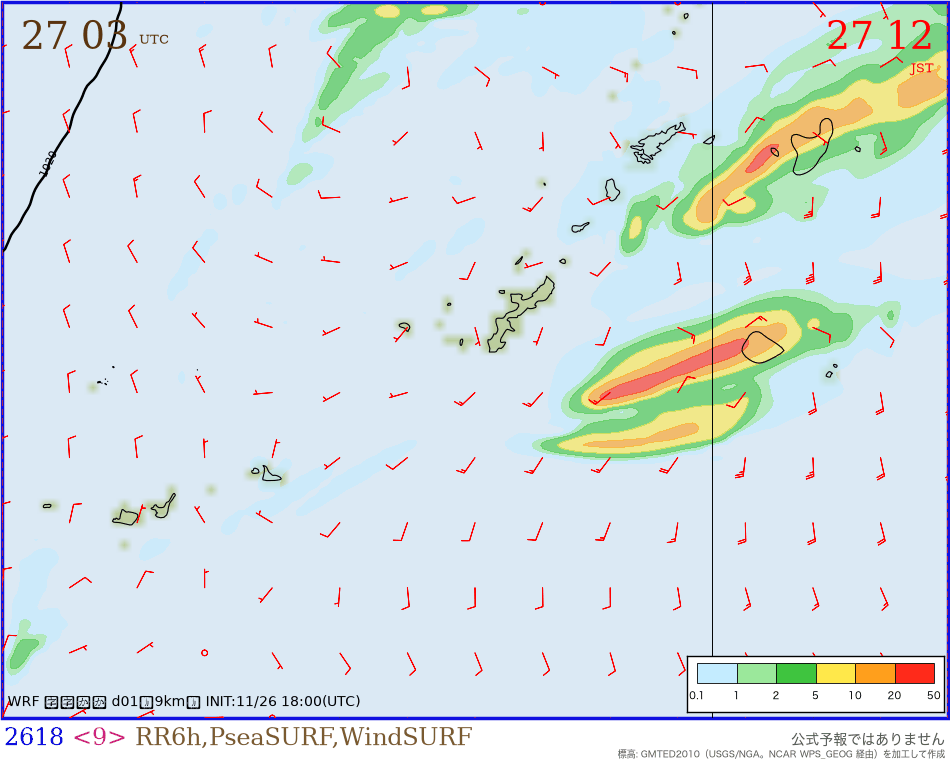 27 03 UTC
27 12
JST
1020
WRF d01 9km INIT:11/26 18:00(UTC)
0.1 1 2 5 10 20 50
2618 <9> RR6h,PseaSURF,WindSURF
公式予報ではありません
標高: GMTED2010（USGS/NGA。NCAR WPS_GEOG 経由）を加工して作成